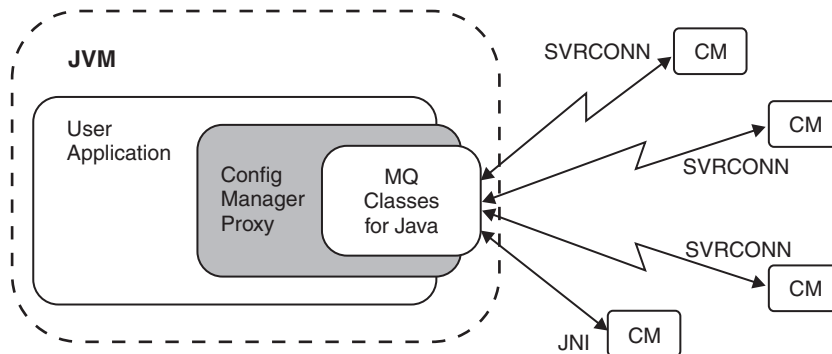 JVM
User
Application
Config
Manager
Proxy
MQ
Classes
for Java
SVRCONN
CM
CM
SVRCONN
SVRCONN
CM
JNI
CM